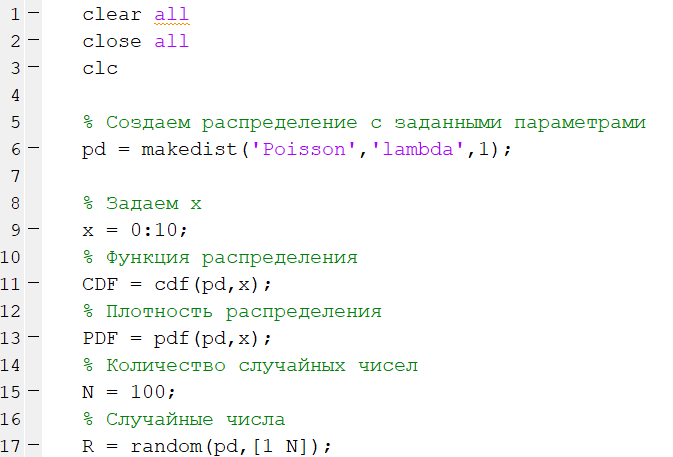 1 clear all
2 close all
3 clc
4
5 % Создаем распределение с заданными параметрами
6 pd = makedist('Poisson','lambda',1);
7
8 % Задаем x
9 x = 0:10;
10 % Функция распределения
11 CDF = cdf(pd,x);
12 % Плотность распределения
13 PDF = pdf(pd,x);
14 % Количество случайных чисел
15 N = 100;
16 % Случайные числа
17 R = random(pd,[1 N]);